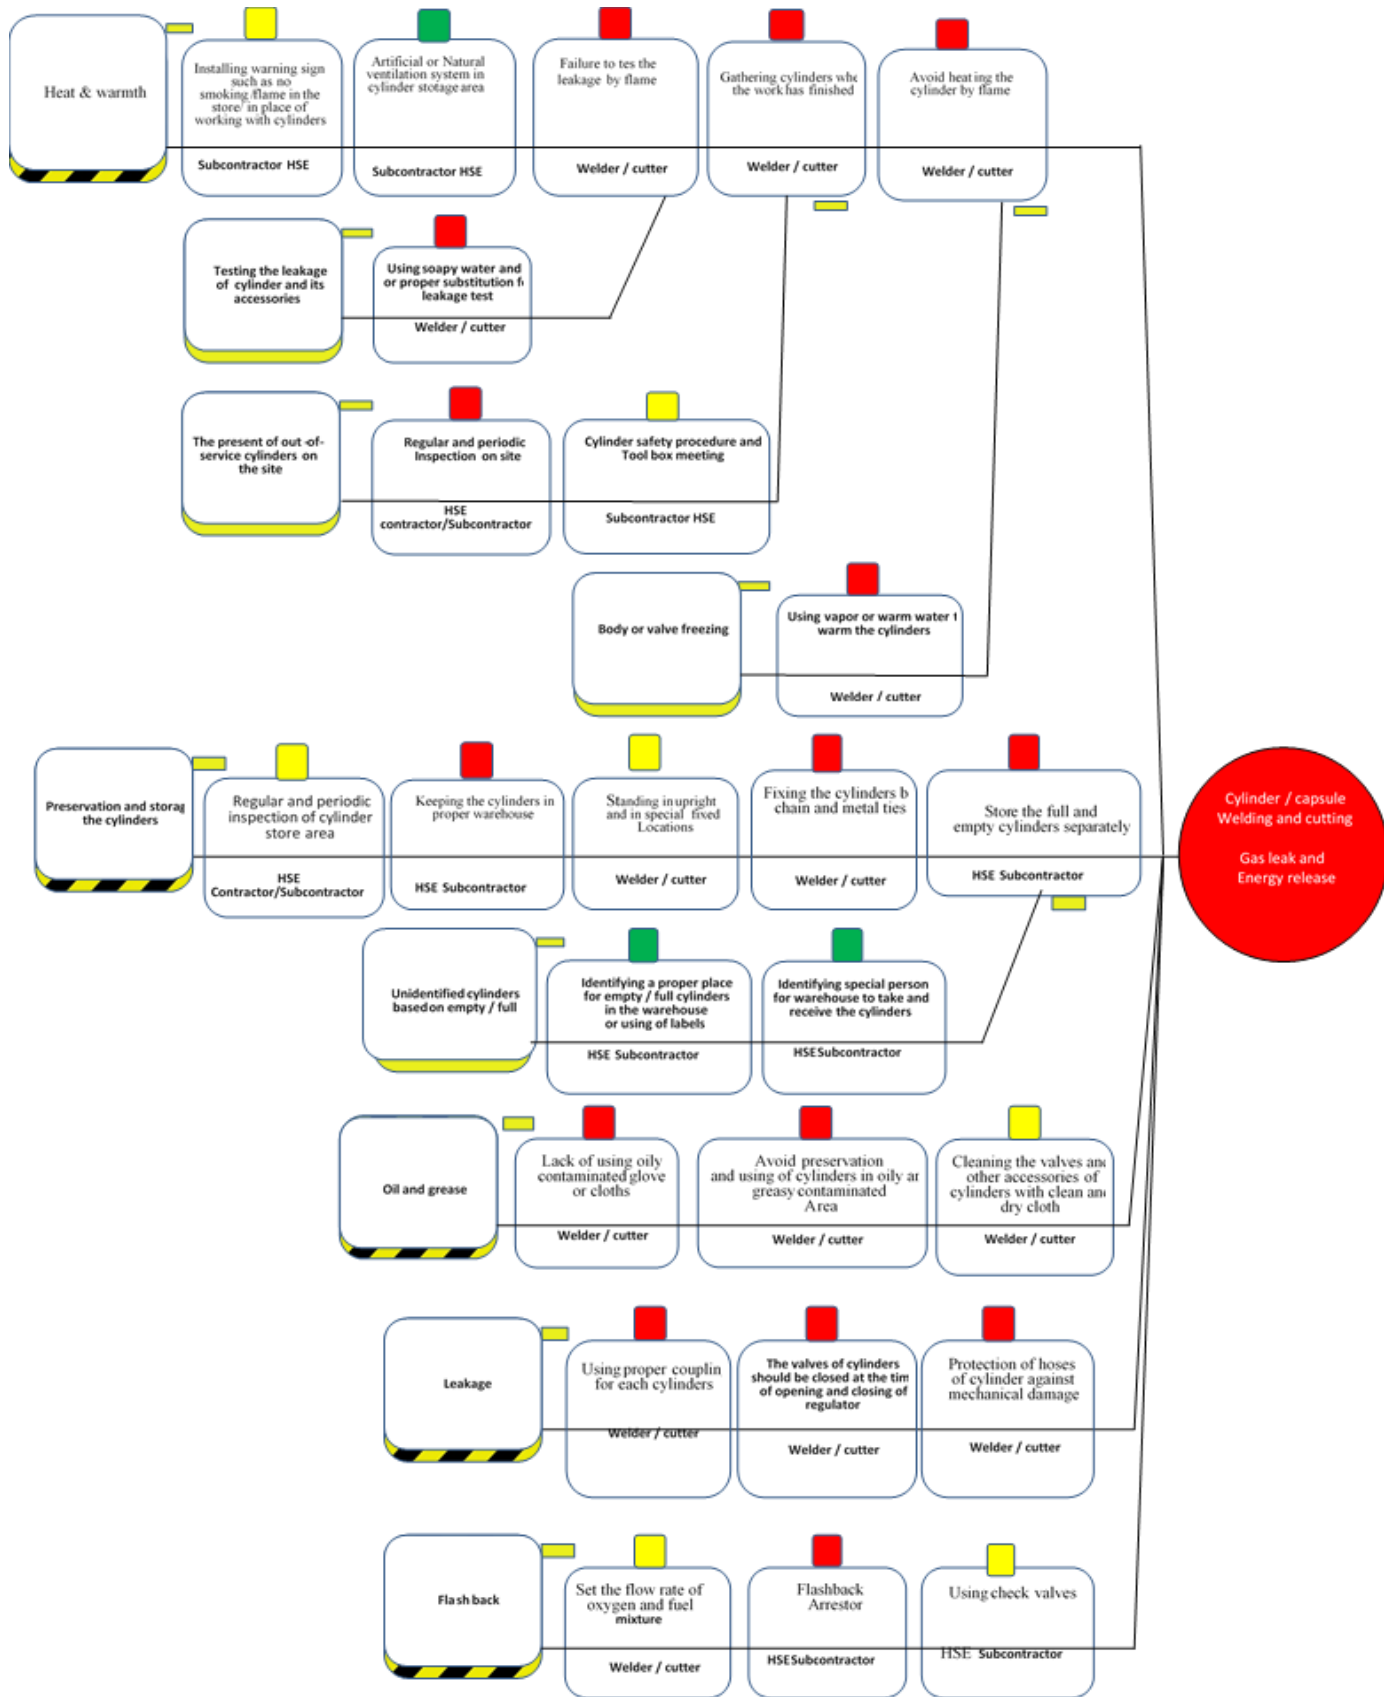 Heat & warmth
Installing warning sign
such as no
smoking /flame in the
store/ in place of
working with cylinders
Subcontractor HSE
Artificial or Natural
ventilation system in
cylinder stotage area
Subcontractor HSE
Failure to tes the
leakage by flame
Welder / cutter
Gathering cylinders whe
the work has finished
Welder / cutter
Avoid heating the
cylinder by flame
Welder / cutter
Testing the leakage
of cylinder and its
accessories
Using soapy water and
or proper substitution f
leakage test
Welder / cutter
The present of out -of-
service cylinders on
the site
Regular and periodic
Inspection on site
HSE
contractor/Subcontractor
Cylinder safety procedure and
Tool box meeting
Subcontractor HSE
Body or valve freezing
Using vapor or warm water t
warm the cylinders
Welder / cutter
Preservation and storag
the cylinders
Regular and periodic
inspection of cylinder
store area
HSE
Contractor/Subcontractor
Keeping the cylinders in
proper warehouse
HSE Subcontractor
Standing in upright
and in special fixed
Locations
Welder / cutter
Fixing the cylinders b
chain and metal ties
Welder / cutter
Store the full and
empty cylinders separately
HSE Subcontractor
Cylinder / capsule
Welding and cutting
Gas leak and
Energy release
Unidentified cylinders
based on empty / full
Identifying a proper place
for empty / full cylinders
in the warehouse
or using of labels
HSE Subcontractor
Identifying special person
for warehouse to take and
receive the cylinders
HSE Subcontractor
Oil and grease
Lack of using oily
contaminated glove
or cloths
Welder / cutter
Avoid preservation
and using of cylinders in oily ar
greasy contaminated
Area
Welder / cutter
Cleaning the valves and
other accessories of
cylinders with clean and
dry cloth
Welder / cutter
Leakage
Using proper couplin
for each cylinders
Welder / cutter
The valves of cylinders
should be closed at the tim
of opening and closing of
regulator
Welder / cutter
Protection of hoses
of cylinder against
mechanical damage
Welder / cutter
Flash back
Set the flow rate of
oxygen and fuel
mixture
Welder / cutter
Flashback
Arrestor
HSE Subcontractor
Using check valves
HSE Subcontractor